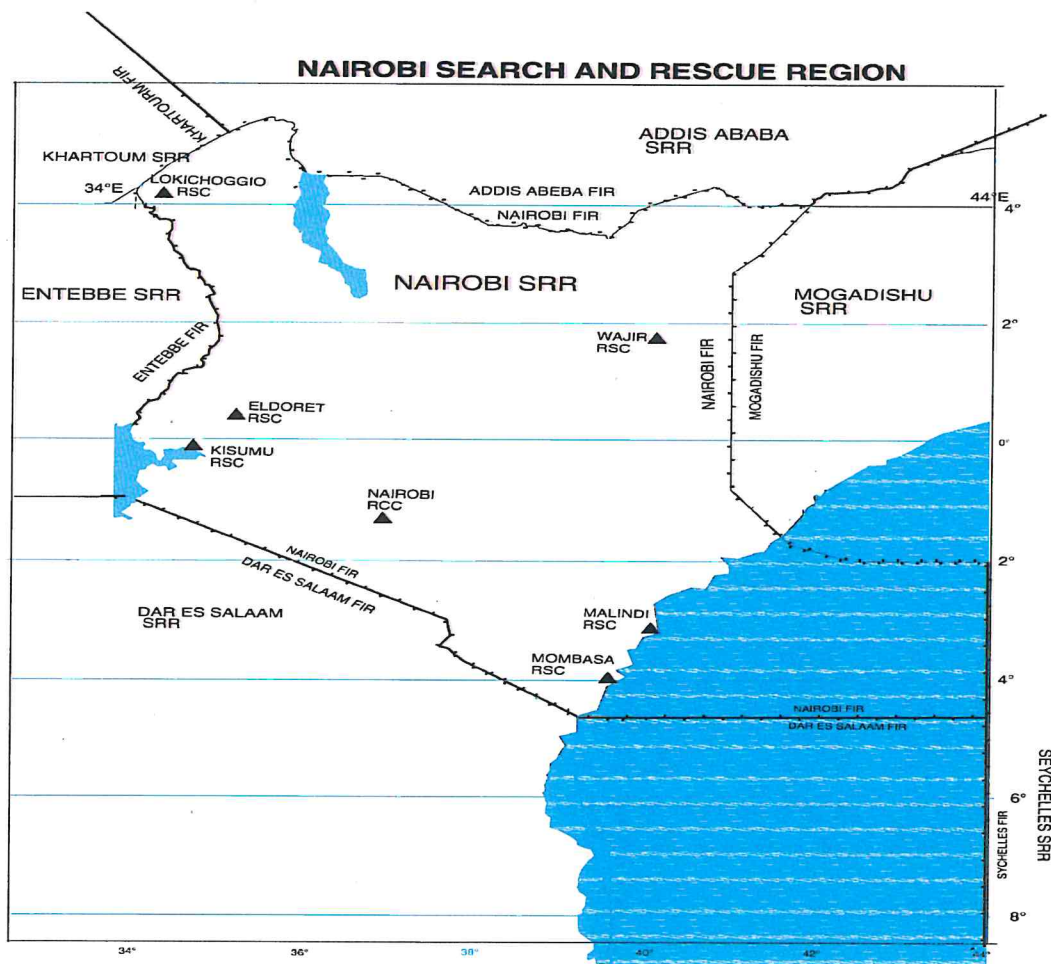 NAIROBI SEARCH AND RESCUE REGION
KHARTOURM FIR
ADDIS ABABA
SRR
KHARTOUM SRR
LOKICHOGGIO
RSC
34°E
ADDIS ABEBA FIR
NAIROBI FIR
44°E
4°
ENTEBBE SRR
NAIROBI SRR
MOGADISHU
SRR
ENTEBBE FIR
2°
WAJIR
RSC
NAIROBI FIR
MOGADISHU FIR
ELDORET
RSC
KISUMU
RSC
0°
NAIROBI
RCC
NAIROBI FIR
DAR ES SALAAM FIR
2°
DAR ES SALAAM
SRR
MALINDI
RSC
MOMBASA
RSC
4°
NAIROBI FIR
DAR ES SALAAM FIR
SEYCHELLES SRR
6°
SYCHELLES FIR
8°
34°
36°
38°
40°
42°
44°